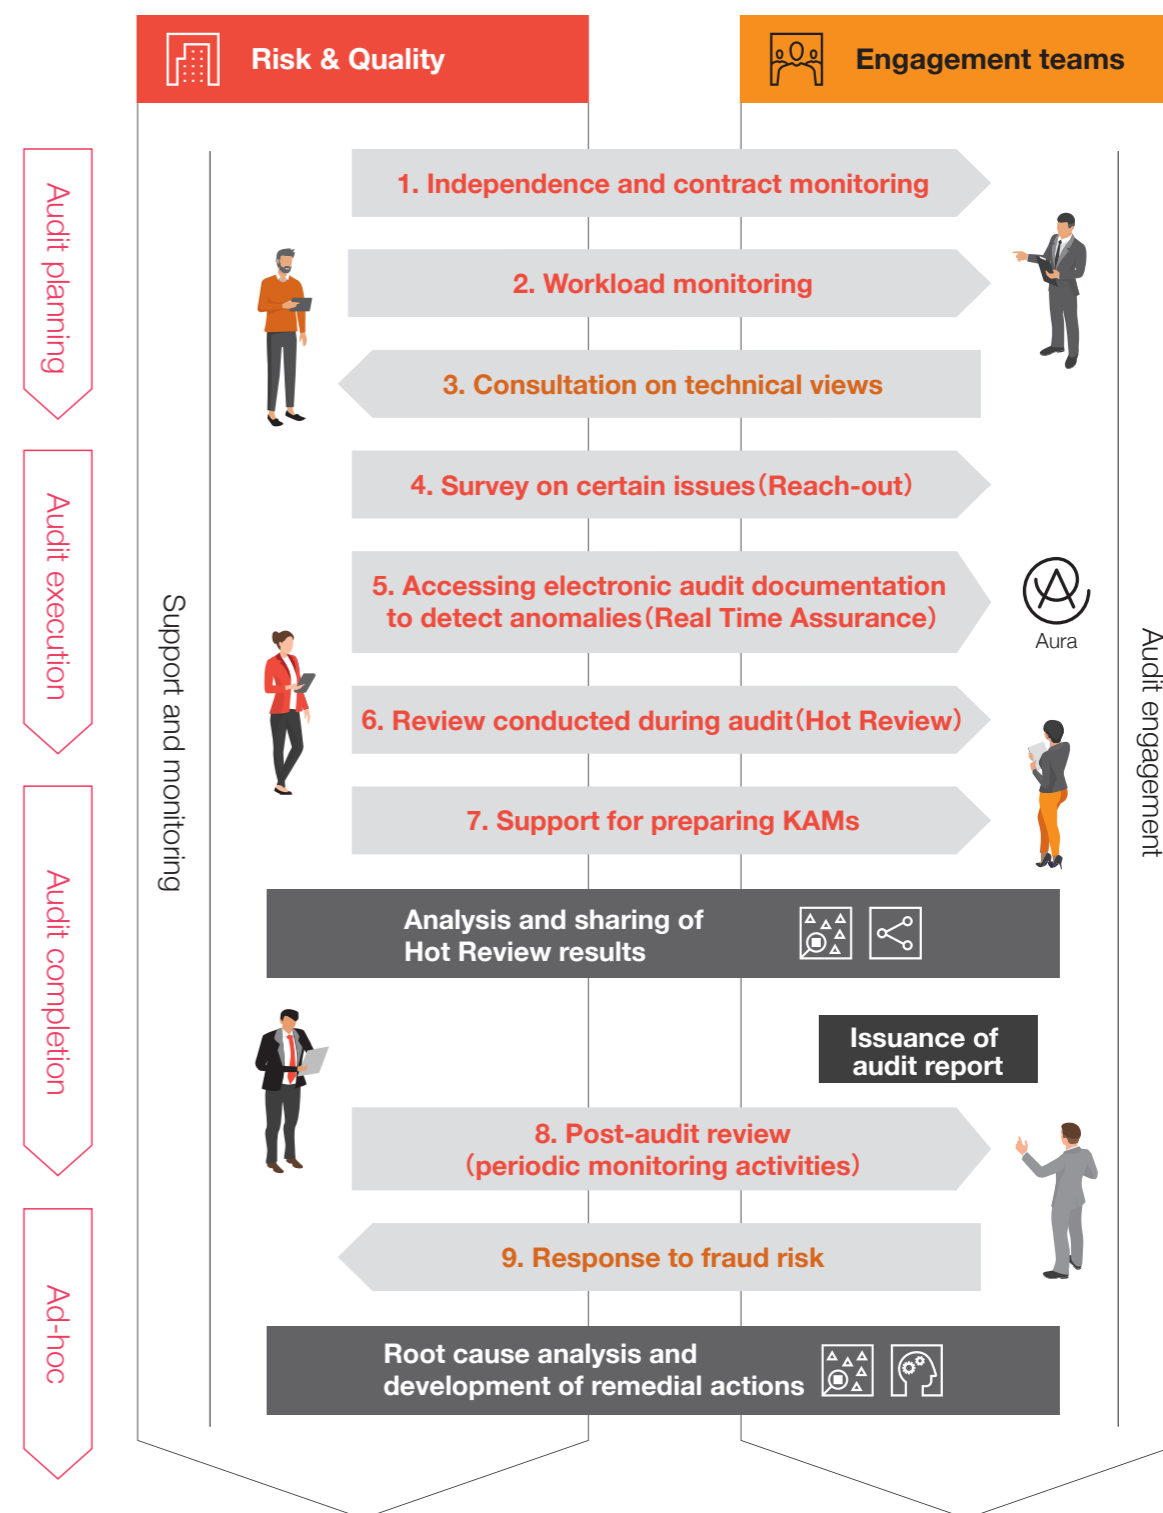 Risk & Quality
Engagement teams
Audit planning
1. Independence and contract monitoring
2. Workload monitoring
3. Consultation on technical views
Audit execution
4. Survey on certain issues(Reach-out)
5. Accessing electronic audit documentation
to detect anomalies(Real Time Assurance)
Aura
Support and monitoring
Audit engagement
6. Review conducted during audit(Hot Review)
7. Support for preparing KAMs
Audit completion
Analysis and sharing of
Hot Review results
Issuance of
audit report
8. Post-audit review
(periodic monitoring activities)
Ad-hoc
9. Response to fraud risk
Root cause analysis and
development of remedial actions